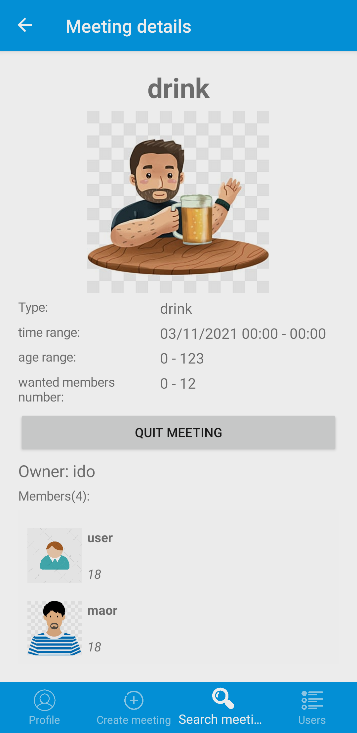 Meeting details
drink
Type: drink
time range: 03/11/2021 00:00 - 00:00
age range: 0 - 123
wanted members 0 - 12
number:
QUIT MEETING
Owner: ido
Members(4):
user
18
maor
18
Profile Create meeting Search meeti... Users